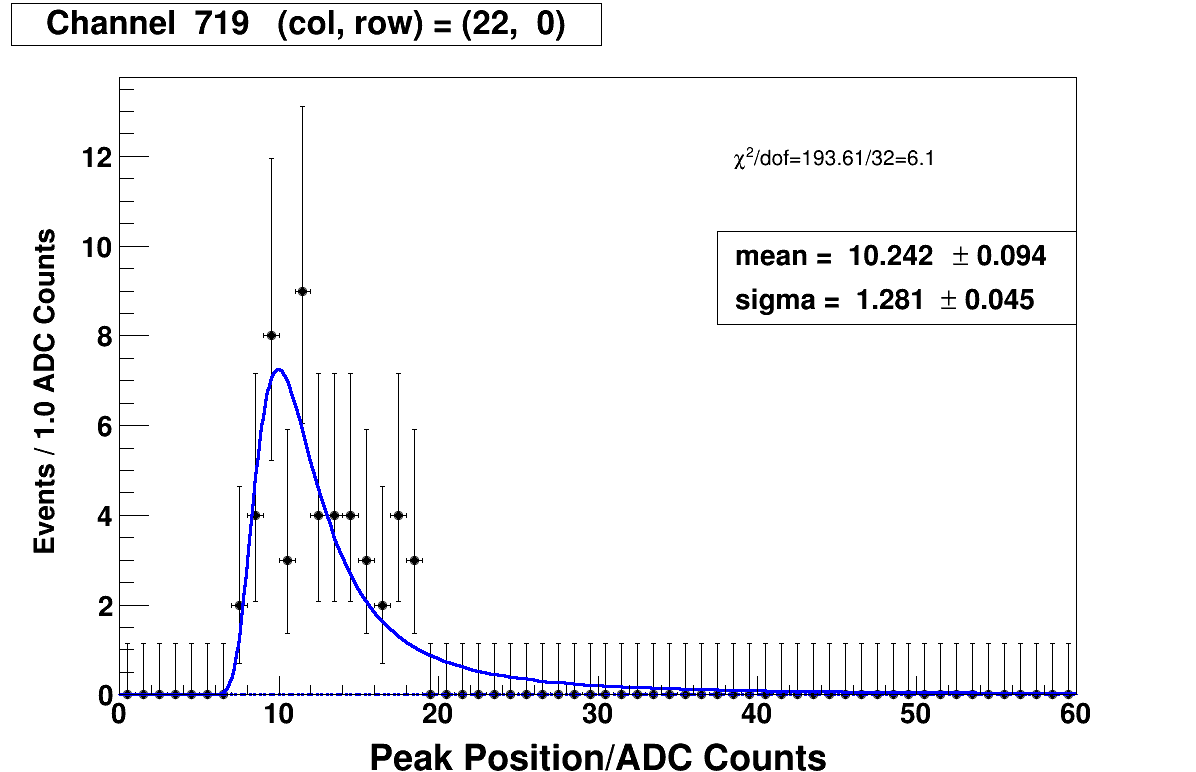 Channel 719 (col, row) = (22, 0)
χ²/dof=193.61/32=6.1
mean = 10.242 ± 0.094
sigma = 1.281 ± 0.045
Events / 1.0 ADC Counts
12
10
8
6
4
2
0
0 10 20 30 40 50 60
Peak Position/ADC Counts